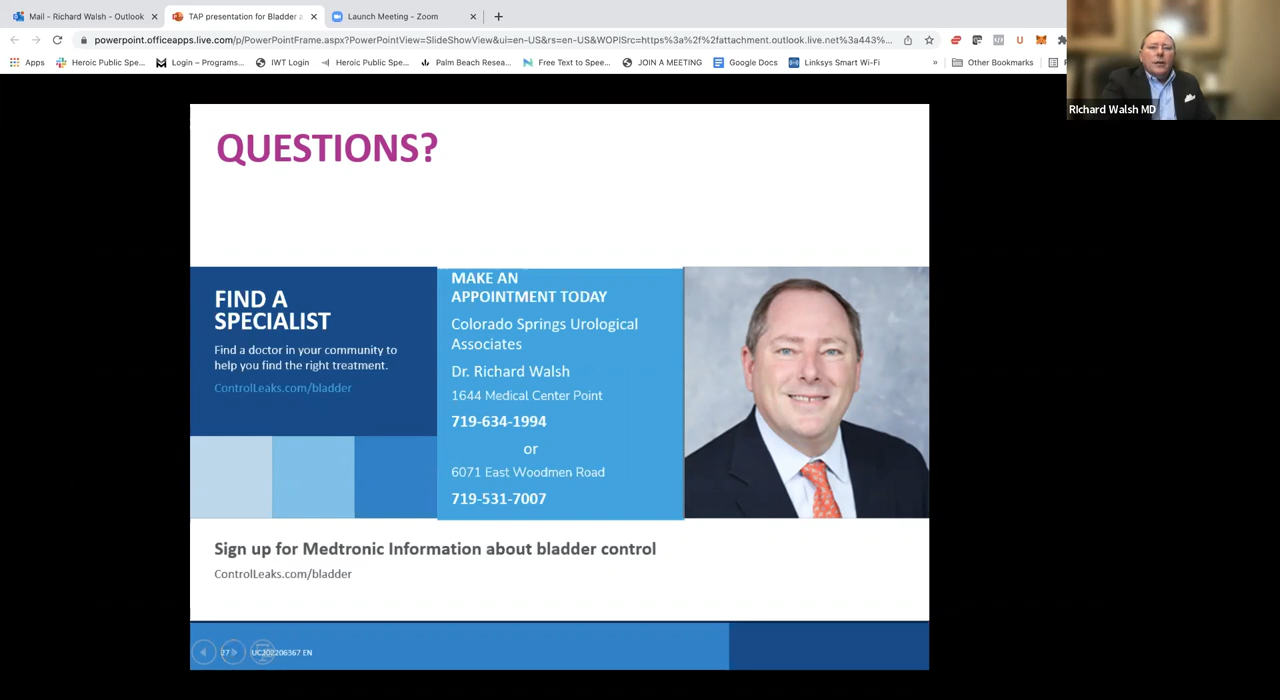 Mail - Richard Walsh - Outlook
TAP presentation for Bladder a
Launch Meeting - Zoom
powerpoint.officeapps.live.com/p/PowerPointFrame.aspx?PowerPointView=SlideShowView&ui=en-US&rs=en-US&WOPISrc=https%3a%2f%2fattachment.outlook.live.net%3a443%...
Apps
Heroic Public Spe...
Login – Programs...
IWT Login
Heroic Public Spe...
Palm Beach Resea...
Free Text to Spee...
JOIN A MEETING
Google Docs
Linksys Smart Wi-Fi
»
Other Bookmarks
RIchard Walsh MD
QUESTIONS?
FIND A
SPECIALIST
Find a doctor in your community to
help you find the right treatment.
ControlLeaks.com/bladder
MAKE AN
APPOINTMENT TODAY
Colorado Springs Urological
Associates
Dr. Richard Walsh
1644 Medical Center Point
719-634-1994
or
6071 East Woodmen Road
719-531-7007
Sign up for Medtronic Information about bladder control
ControlLeaks.com/bladder
27
UC202206367 EN